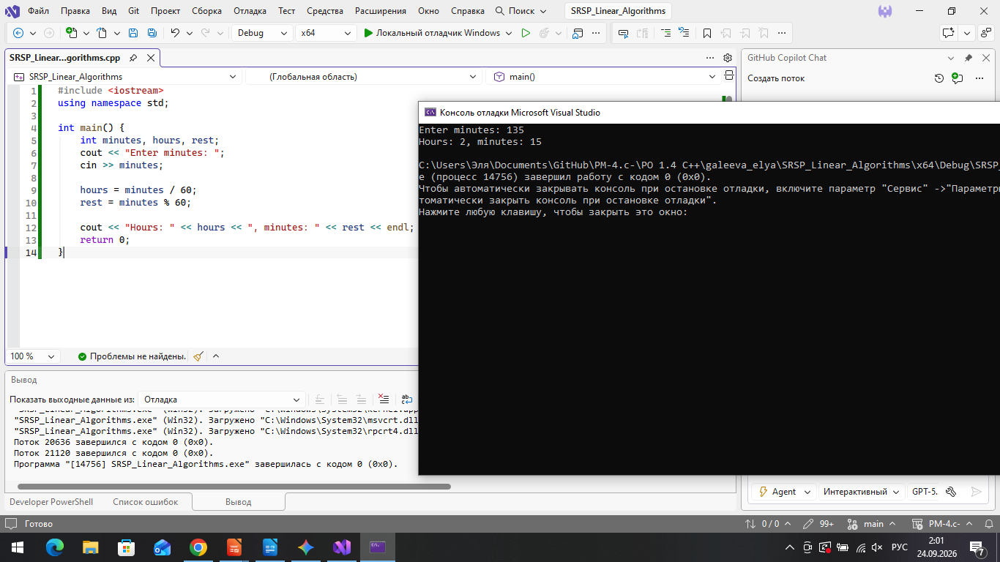 Файл Правка Вид Git Проект Сборка Отладка Тест Средства Расширения Окно Справка Поиск SRSP_Linear_Algorithms
Debug x64 Локальный отладчик Windows
SRSP_Linear...gorithms.cpp
SRSP_Linear_Algorithms (Глобальная область) main()
1 #include <iostream>
2 using namespace std;
3
4 int main() {
5 int minutes, hours, rest;
6 cout << "Enter minutes: ";
7 cin >> minutes;
8
9 hours = minutes / 60;
10 rest = minutes % 60;
11
12 cout << "Hours: " << hours << ", minutes: " << rest << endl;
13 return 0;
14 }
100 % Проблемы не найдены.
GitHub Copilot Chat
Создать поток
Консоль отладки Microsoft Visual Studio
Enter minutes: 135
Hours: 2, minutes: 15
C:\Users\Эля\Documents\GitHub\PM-4.c-\PO 1.4 C++\galeeva_elya\SRSP_Linear_Algorithms\x64\Debug\SRSP_
e (процесс 14756) завершил работу с кодом 0 (0x0).
Чтобы автоматически закрывать консоль при остановке отладки, включите параметр "Сервис" ->"Параметры
томатически закрыть консоль при остановке отладки".
Нажмите любую клавишу, чтобы закрыть это окно:
Вывод
Показать выходные данные из: Отладка
"SRSP_Linear_Algorithms.exe" (Win32). Загружено "C:\Windows\System32\msvcrt.dll
"SRSP_Linear_Algorithms.exe" (Win32). Загружено "C:\Windows\System32\rpcrt4.dll
Поток 20636 завершился с кодом 0 (0x0).
Поток 21120 завершился с кодом 0 (0x0).
Программа "[14756] SRSP_Linear_Algorithms.exe" завершилась с кодом 0 (0x0).
Developer PowerShell Список ошибок Вывод
Agent Интерактивный GPT-5..
Готово 0 / 0 99+ main PM-4.c-
РУС 2:01
24.09.2026
7